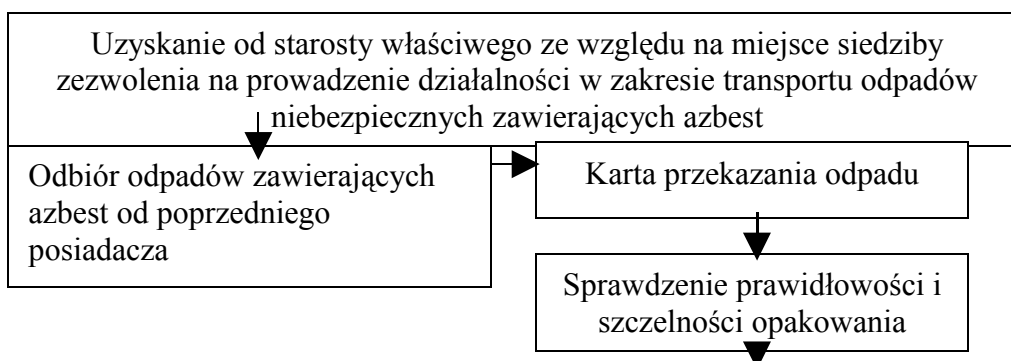 Uzyskanie od starosty właściwego ze względu na miejsce siedziby
zezwolenia na prowadzenie działalności w zakresie transportu odpadów
niebezpiecznych zawierających azbest
Odbiór odpadów zawierających
azbest od poprzedniego
posiadacza
Karta przekazania odpadu
Sprawdzenie prawidłowości i
szczelności opakowania